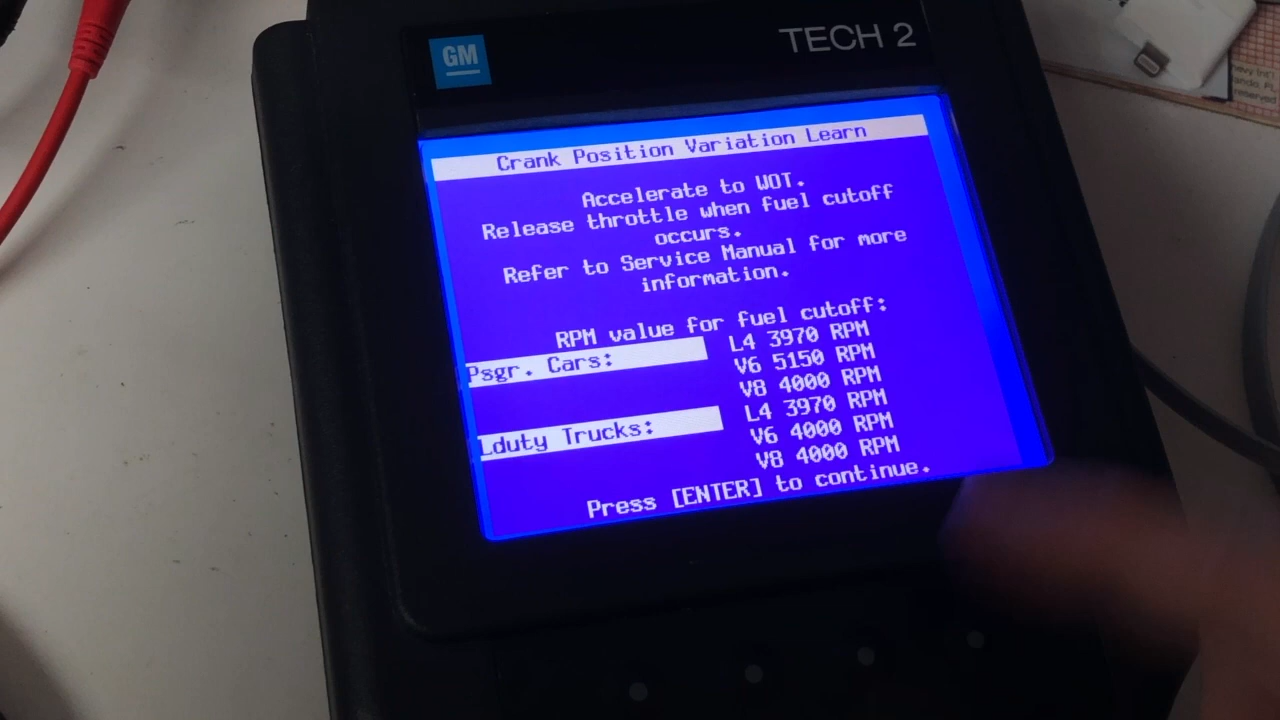 GM
TECH 2
Crank Position Variation Learn
Accelerate to WOT.
Release throttle when fuel cutoff
occurs.
Refer to Service Manual for more
information.
RPM value for fuel cutoff:
Psgr. Cars: L4 3970 RPM
V6 5150 RPM
V8 4000 RPM
Lduty Trucks: L4 3970 RPM
V6 4000 RPM
V8 4000 RPM
Press [ENTER] to continue.
reserved